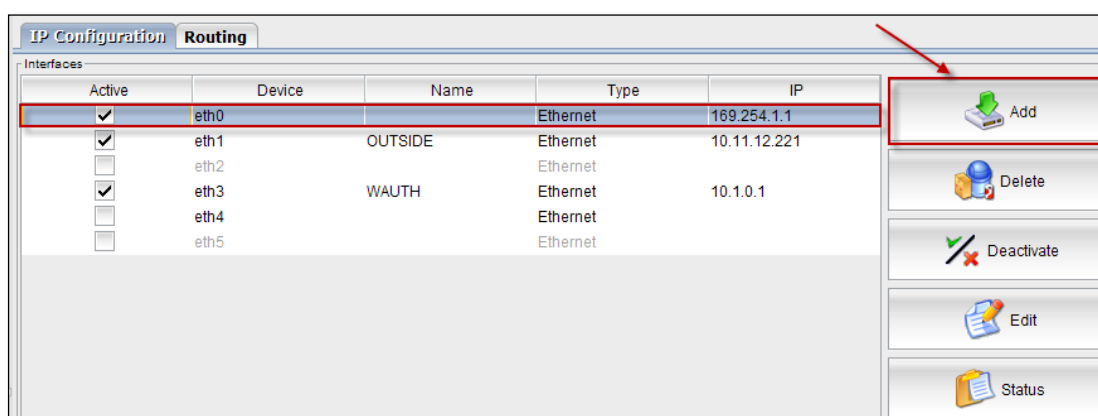 IP Configuration Routing
Interfaces
Active Device Name Type IP
eth0 Ethernet 169.254.1.1
eth1 OUTSIDE Ethernet 10.11.12.221
eth2 Ethernet
eth3 WAUTH Ethernet 10.1.0.1
eth4 Ethernet
eth5 Ethernet
Add
Delete
Deactivate
Edit
Status